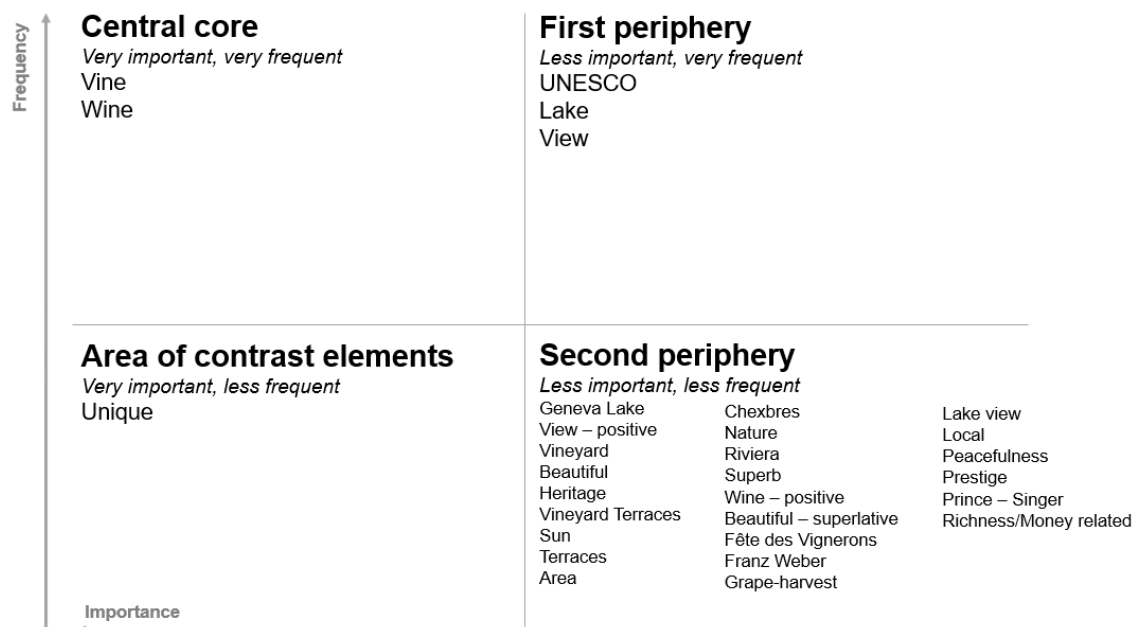 Frequency
Central core
Very important, very frequent
Vine
Wine
First periphery
Less important, very frequent
UNESCO
Lake
View
Area of contrast elements
Very important, less frequent
Unique
Second periphery
Less important, less frequent
Geneva Lake
View – positive
Vineyard
Beautiful
Heritage
Vineyard Terraces
Sun
Terraces
Area
Chexbres
Nature
Riviera
Superb
Wine – positive
Beautiful – superlative
Fête des Vignerons
Franz Weber
Grape-harvest
Lake view
Local
Peacefulness
Prestige
Prince – Singer
Richness/Money related
Importance